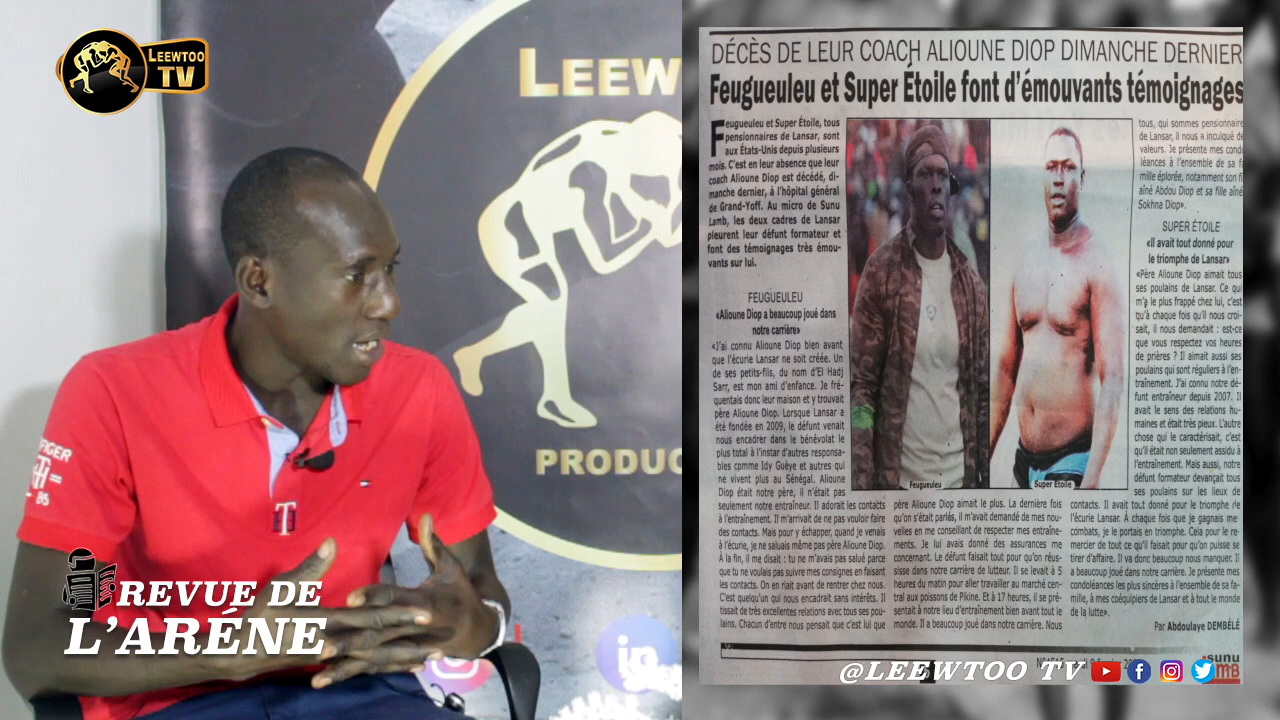 LEEWTOO
TV
LEEW
PRODUC
FIGER
85
REVUE DE
L'ARÉNE
in
DÉCÈS DE LEUR COACH ALIOUNE DIOP DIMANCHE DERNIER
Feugueuleu et Super Étoile font d'émouvants témoignages
Feugueuleu et Super Étoile, tous
pensionnaires de Lansar, sont
aux États-Unis depuis plusieurs
mois. C'est en leur absence que leur
coach Alioune Diop est décédé, di-
manche dernier, à l'hôpital général
de Grand-Yoff. Au micro de Sunu
Lamb, les deux cadres de Lansar
pleurent leur défunt formateur et
font des témoignages très émou-
vants sur lui.
FEUGUEULEU
«Alioune Diop a beaucoup joué dans
notre carrière»
«J'ai connu Alioune Diop bien avant
que l'écurie Lansar ne soit créée. Un
de ses petits-fils, du nom d'El Hadj
Sarr, est mon ami d'enfance. Je fré-
quentais donc leur maison et y trouvait
père Alioune Diop. Lorsque Lansar a
été fondée en 2009, le défunt venait
nous encadrer dans le bénévolat le
plus total à l'instar d'autres responsa-
bles comme Idy Guèye et autres qui
ne vivent plus au Sénégal. Alioune
Diop était notre père, il n'était pas
seulement notre entraineur. Il adorait les contacts
à l'entraînement. Il m'arrivait de ne pas vouloir faire
des contacts. Mais pour y échapper, quand je venais
à l'écurie, je ne saluais même pas père Alioune Diop.
À la fin, il me disait : tu ne m'avais pas salué parce
que tu ne voulais pas suivre mes consignes en faisant
les contacts. On en riait avant de rentrer chez nous.
C'est quelqu'un qui nous encadrait sans intérêts. Il
tissait de très excellentes relations avec tous ses pou-
lains. Chacun d'entre nous pensait que c'est lui que
Feugueuleu
Super Etoile
père Alioune Diop aimait le plus. La dernière fois
qu'on s'était parlés, il m'avait demandé de mes nou-
velles en me conseillant de respecter mes entraîne-
ments. Je lui avais donné des assurances me
concernant. Le défunt faisait tout pour qu'on réus-
sisse dans notre carrière de lutteur. Il se levait à 5
heures du matin pour aller travailler au marché cen-
tral aux poissons de Pikine. Et à 17 heures, il se pré-
sentait à notre lieu d'entraînement bien avant tout le
monde. Il a beaucoup joué dans notre carrière. Nous
tous, qui sommes pensionnaire
de Lansar, il nous a inculqué de
valeurs. Je présente mes cond
léances à l'ensemble de sa f
mille éplorée, notamment son fi
aîné Abdou Diop et sa fille aîné
Sokhna Diop».
SUPER ÉTOILE
«Il avait tout donné pour
le triomphe de Lansar»
«Père Alioune Diop aimait tous
ses poulains de Lansar. Ce qui
m'a le plus frappé chez lui, c'est
qu'à chaque fois qu'il nous croi-
sait, il nous demandait : est-ce
que vous respectez vos heures
de prières ? Il aimait aussi ses
poulains qui sont réguliers à l'en-
traînement. J'ai connu notre dé-
funt entraîneur depuis 2007. Il
avait le sens des relations hu-
maines et était très pieux. L'autre
chose qui le caractérisait, c'est
qu'il était non seulement assidu à
l'entraînement. Mais aussi, notre
défunt formateur devançait tous
ses poulains sur les lieux de
contacts. Il avait tout donné pour le triomphe de
l'écurie Lansar. À chaque fois que je gagnais me
combats, je le portais en triomphe. Cela pour le re-
mercier de tout ce qu'il faisait pour qu'on puisse se
tirer d'affaire. Il va donc beaucoup nous manquer. Il
a beaucoup joué dans notre carrière. Je présente mes
condoléances les plus sincères à l'ensemble de sa fa-
mille, à mes coéquipiers de Lansar et à tout le monde
de la lutte».
Par Abdoulaye DEMBÉLÉ
sunu
@LEEWTOO TV